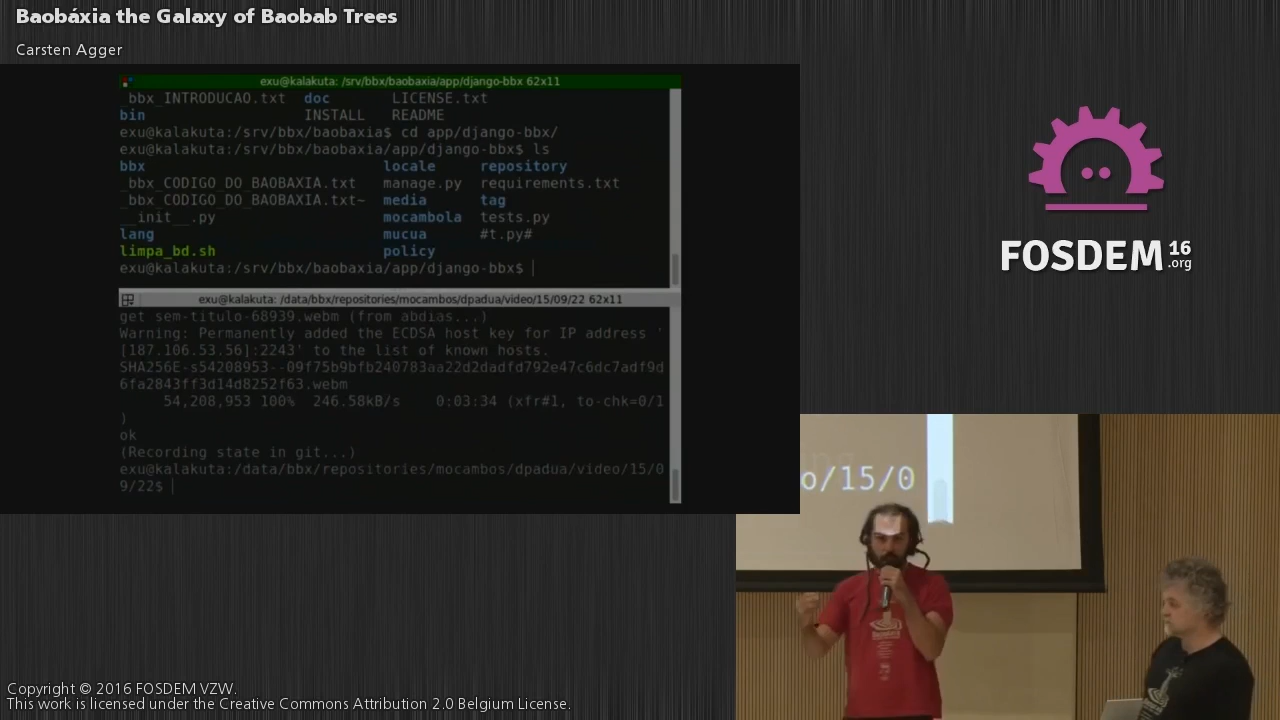 Baobáxia the Galaxy of Baobab Trees
Carsten Agger
exu@kalakuta: /srv/bbx/baobaxia/app/django-bbx 62x11
_bbx_INTRODUCAO.txt  doc       LICENSE.txt
bin                  INSTALL   README
exu@kalakuta:/srv/bbx/baobaxia$ cd app/django-bbx/
exu@kalakuta:/srv/bbx/baobaxia/app/django-bbx$ ls
bbx                           locale     repository
_bbx_CODIGO_DO_BAOBAXIA.txt   manage.py  requirements.txt
_bbx_CODIGO_DO_BAOBAXIA.txt~  media      tag
__init__.py                   mocambola  tests.py
lang                          mucua      #t.py#
limpa_bd.sh                   policy
exu@kalakuta:/srv/bbx/baobaxia/app/django-bbx$
exu@kalakuta: /data/bbx/repositories/mocambos/dpadua/video/15/09/22 62x11
get sem-titulo-68939.webm (from abdias...)
Warning: Permanently added the ECDSA host key for IP address '
[187.106.53.56]:2243' to the list of known hosts.
SHA256E-s54208953--09f75b9bfb240783aa22d2dadfd792e47c6dc7adf9d
6fa2843ff3d14d8252f63.webm
     54,208,953 100%  246.58kB/s    0:03:34 (xfr#1, to-chk=0/1
)
ok
(Recording state in git...)
exu@kalakuta:/data/bbx/repositories/mocambos/dpadua/video/15/0
9/22$
FOSDEM 16
.org
o/15/0
Copyright © 2016 FOSDEM VZW.
This work is licensed under the Creative Commons Attribution 2.0 Belgium License.